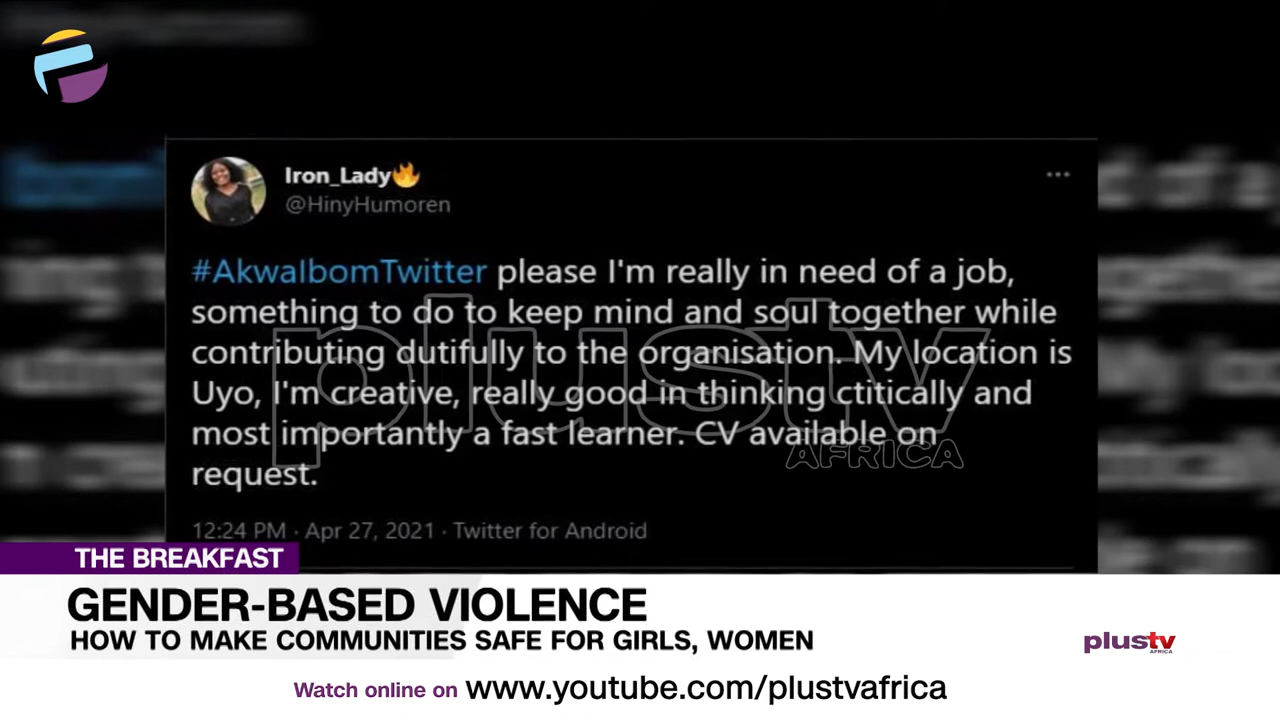 Iron_Lady🔥
@HinyHumoren
#AkwaIbomTwitter please I'm really in need of a job,
something to do to keep mind and soul together while
contributing dutifully to the organisation. My location is
Uyo, I'm creative, really good in thinking ctitically and
most importantly a fast learner. CV available on
request.
plustv
AFRICA
12:24 PM · Apr 27, 2021 · Twitter for Android
THE BREAKFAST
GENDER-BASED VIOLENCE
HOW TO MAKE COMMUNITIES SAFE FOR GIRLS, WOMEN
plustv
AFRICA
Watch online on www.youtube.com/plustvafrica